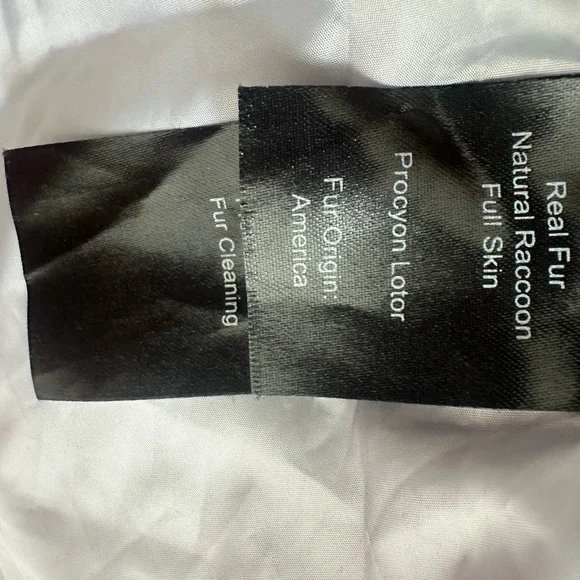 Real Fur
Natural Raccoon
Full Skin
Procyon Lotor
Fur Origin:
America
Fur Cleaning